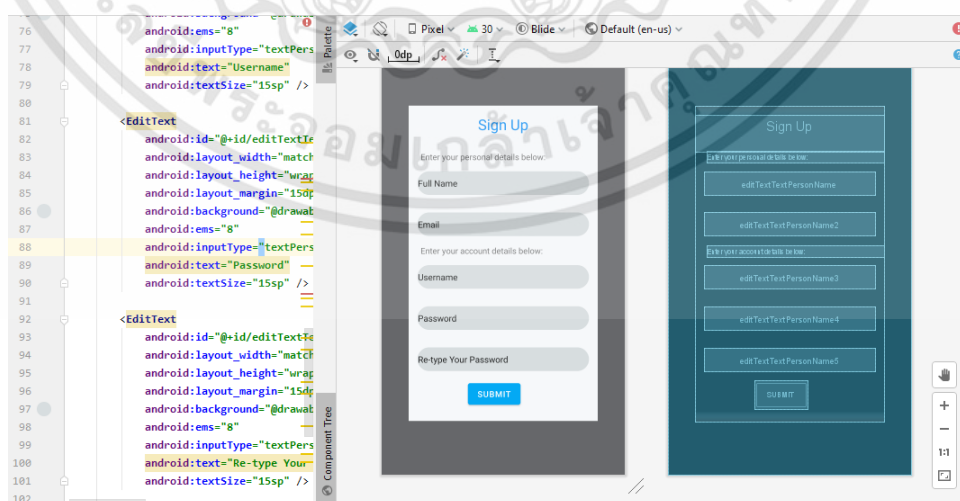 76 android:ems="8"
77 android:inputType="textPers
78 android:text="Username"
79 android:textSize="15sp" />
80
81 <EditText
82 android:id="@+id/editTextTe
83 android:layout_width="match
84 android:layout_height="wrap
85 android:layout_margin="15dp
86 android:background="@drawab
87 android:ems="8"
88 android:inputType="textPers
89 android:text="Password"
90 android:textSize="15sp" />
91
92 <EditText
93 android:id="@+id/editTextTe
94 android:layout_width="match
95 android:layout_height="wrap
96 android:layout_margin="15dp
97 android:background="@drawab
98 android:ems="8"
99 android:inputType="textPers
100 android:text="Re-type Your
101 android:textSize="15sp" />
102
Palette
Component Tree
Pixel 30 Blide Default (en-us)
0dp
Sign Up
Enter your personal details below:
Full Name
Email
Enter your account details below:
Username
Password
Re-type Your Password
SUBMIT
Sign Up
Enter your personal details below:
editTextTextPersonName
editTextTextPersonName2
Enter your account details below:
editTextTextPersonName3
editTextTextPersonName4
editTextTextPersonName5
SUBMIT
1:1